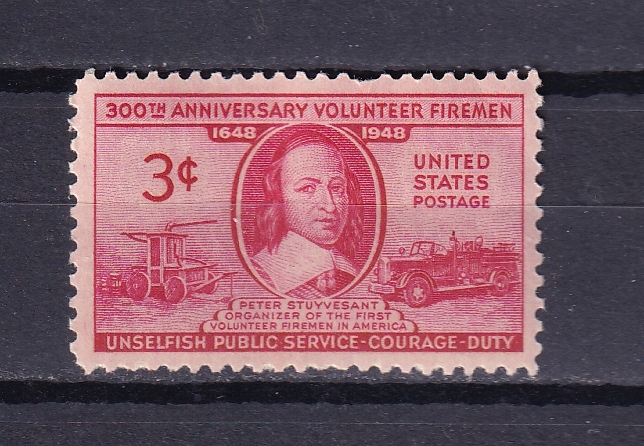 300TH ANNIVERSARY VOLUNTEER FIREMEN
1648 1948
3¢
UNITED
STATES
POSTAGE
PETER STUYVESANT
ORGANIZER OF THE FIRST
VOLUNTEER FIREMEN IN AMERICA
UNSELFISH PUBLIC SERVICE-COURAGE-DUTY